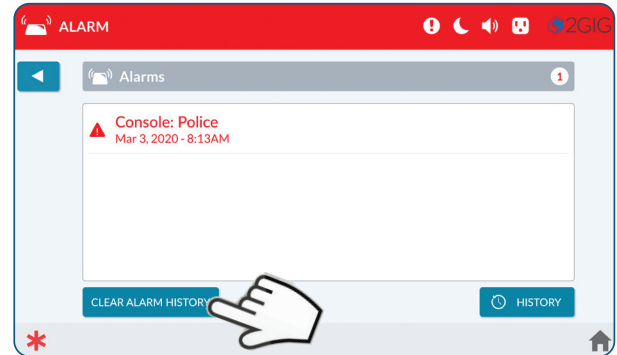 ALARM
2GIG
Alarms
1
Console: Police
Mar 3, 2020 - 8:13AM
CLEAR ALARM HISTORY
HISTORY